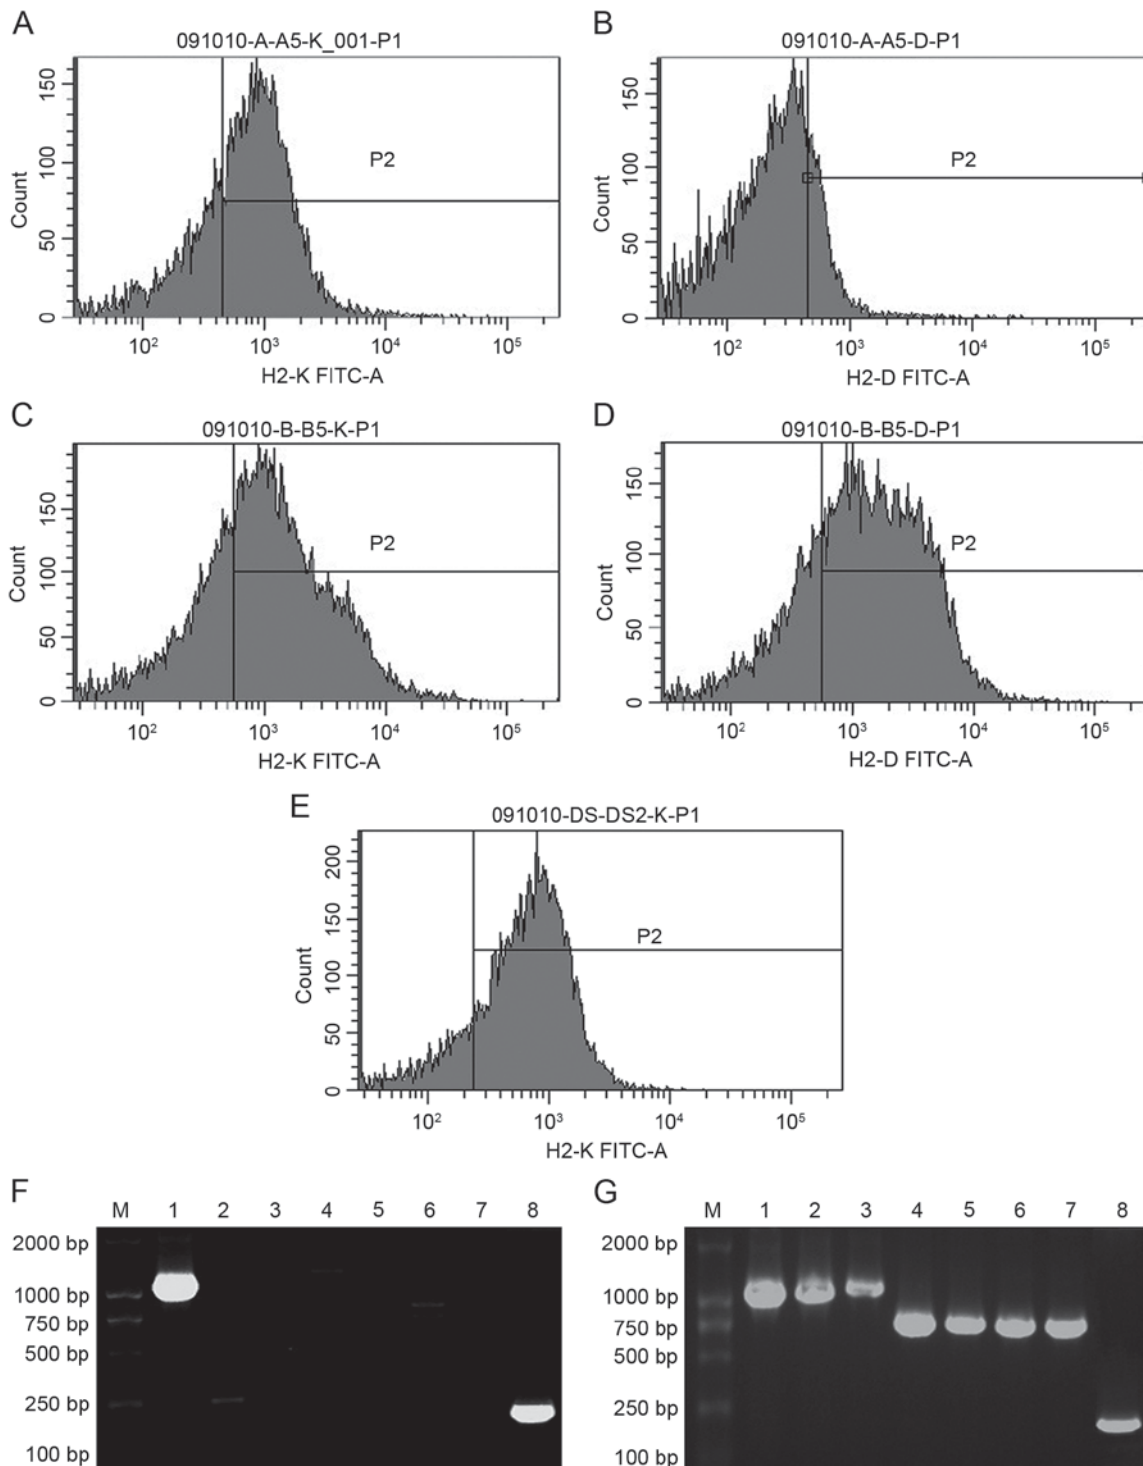 A
091010-A-A5-K_001-P1
Count
0
50
100
150
P2
10²
10³
10⁴
10⁵
H2-K FITC-A
B
091010-A-A5-D-P1
Count
0
50
100
150
P2
10²
10³
10⁴
10⁵
H2-D FITC-A
C
091010-B-B5-K-P1
Count
0
50
100
150
P2
10²
10³
10⁴
10⁵
H2-K FITC-A
D
091010-B-B5-D-P1
Count
0
50
100
150
P2
10²
10³
10⁴
10⁵
H2-D FITC-A
E
091010-DS-DS2-K-P1
Count
0
50
100
150
200
P2
10²
10³
10⁴
10⁵
H2-K FITC-A
F
M 1 2 3 4 5 6 7 8
2000 bp
1000 bp
750 bp
500 bp
250 bp
100 bp
G
M 1 2 3 4 5 6 7 8
2000 bp
1000 bp
750 bp
500 bp
250 bp
100 bp